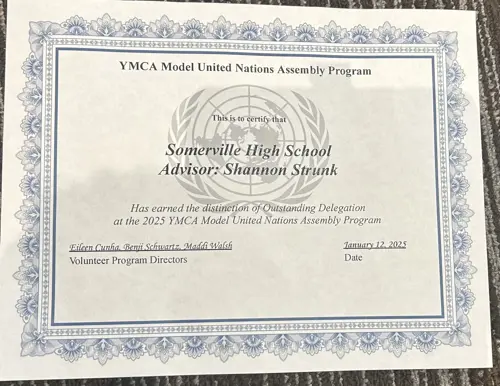 YMCA Model United Nations Assembly Program
This is to certify that
Somerville High School
Advisor: Shannon Strunk
Has earned the distinction of Outstanding Delegation
at the 2025 YMCA Model United Nations Assembly Program
Eileen Cunha, Benji Schwartz, Maddi Walsh
January 12, 2025
Volunteer Program Directors
Date